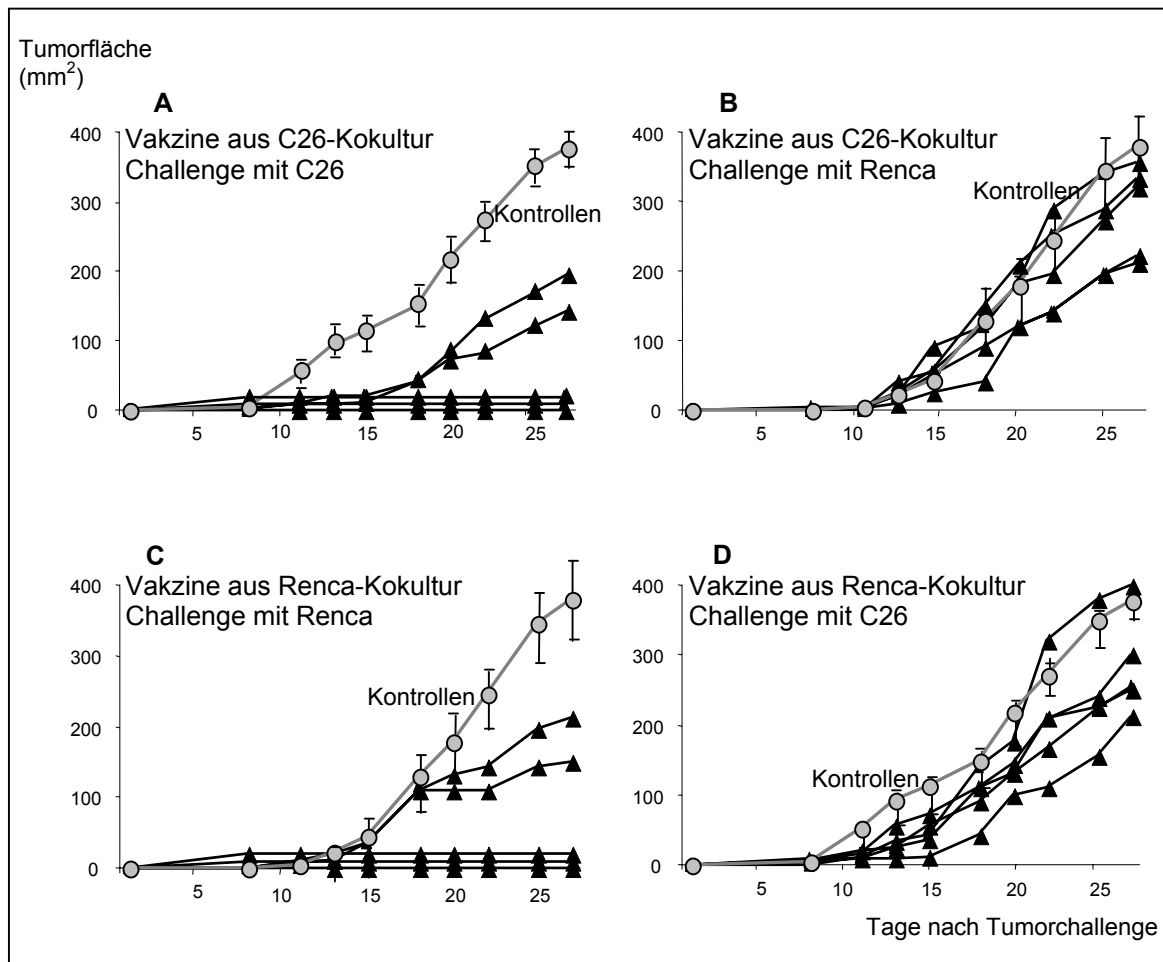 Tumorfläche
(mm2)
A
Vakzine aus C26-Kokultur
Challenge mit C26
400
300
200
100
0
Kontrollen
5 10 15 20 25
B
Vakzine aus C26-Kokultur
Challenge mit Renca
400
300
200
100
0
Kontrollen
5 10 15 20 25
C
Vakzine aus Renca-Kokultur
Challenge mit Renca
400
300
200
100
0
Kontrollen
5 10 15 20 25
D
Vakzine aus Renca-Kokultur
Challenge mit C26
400
300
200
100
0
Kontrollen
5 10 15 20 25
Tage nach Tumorchallenge